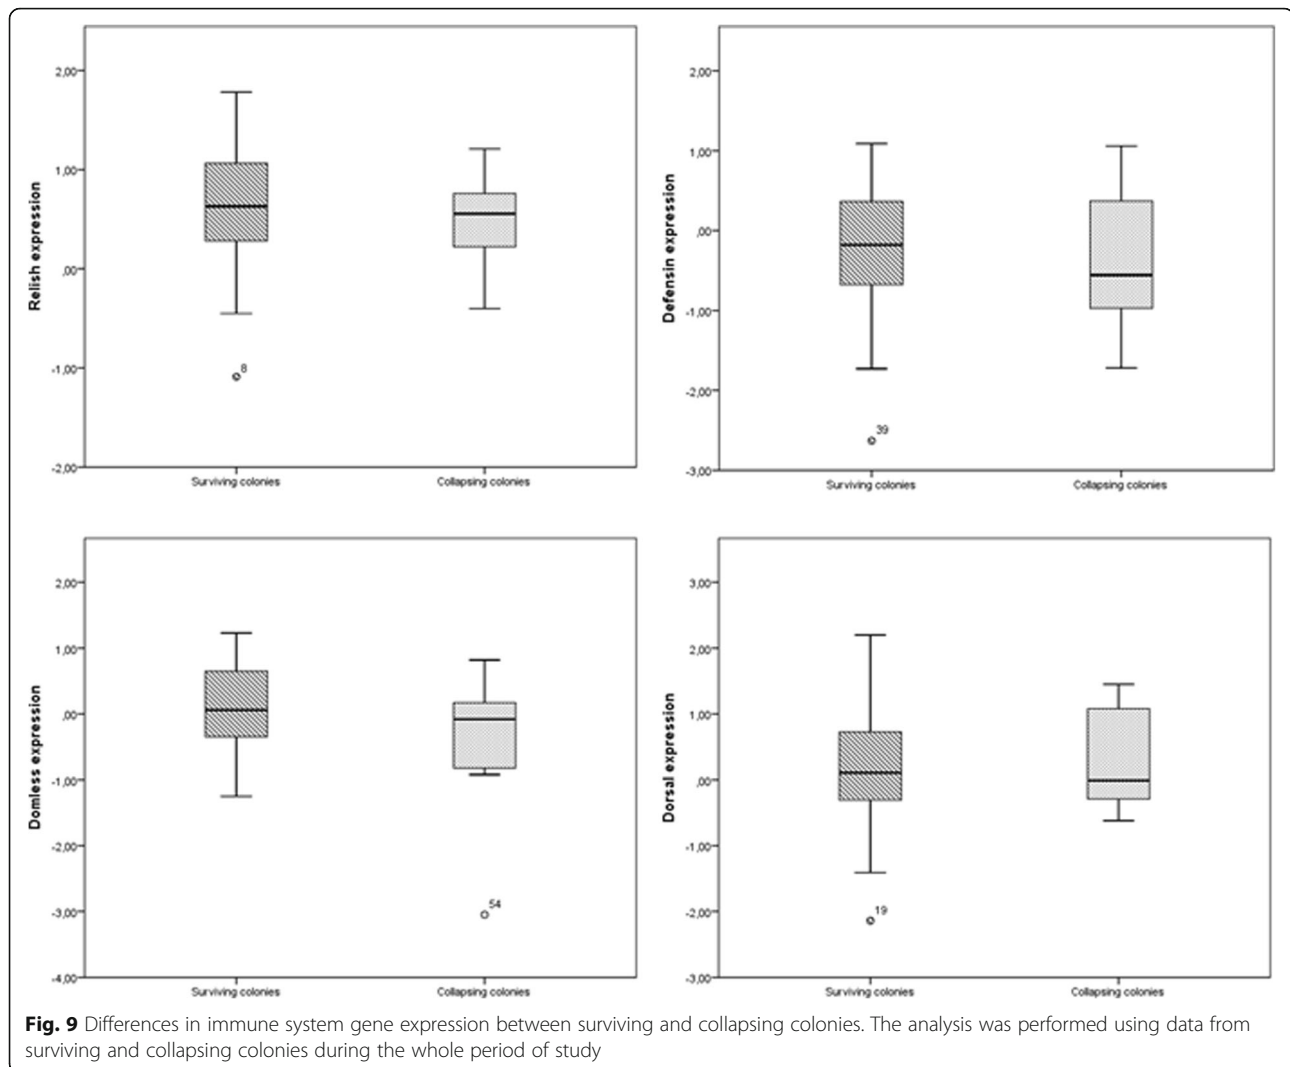 2,00
1,00
,00
-1,00
-2,00
Relish expression
8
Surviving colonies
Collapsing colonies
2,00
1,00
,00
-1,00
-2,00
-3,00
Defensin expression
39
Surviving colonies
Collapsing colonies
2,00
1,00
,00
-1,00
-2,00
-3,00
-4,00
Domless expression
54
Surviving colonies
Collapsing colonies
3,00
2,00
1,00
,00
-1,00
-2,00
-3,00
Dorsal expression
19
Surviving colonies
Collapsing colonies
Fig. 9 Differences in immune system gene expression between surviving and collapsing colonies. The analysis was performed using data from
surviving and collapsing colonies during the whole period of study